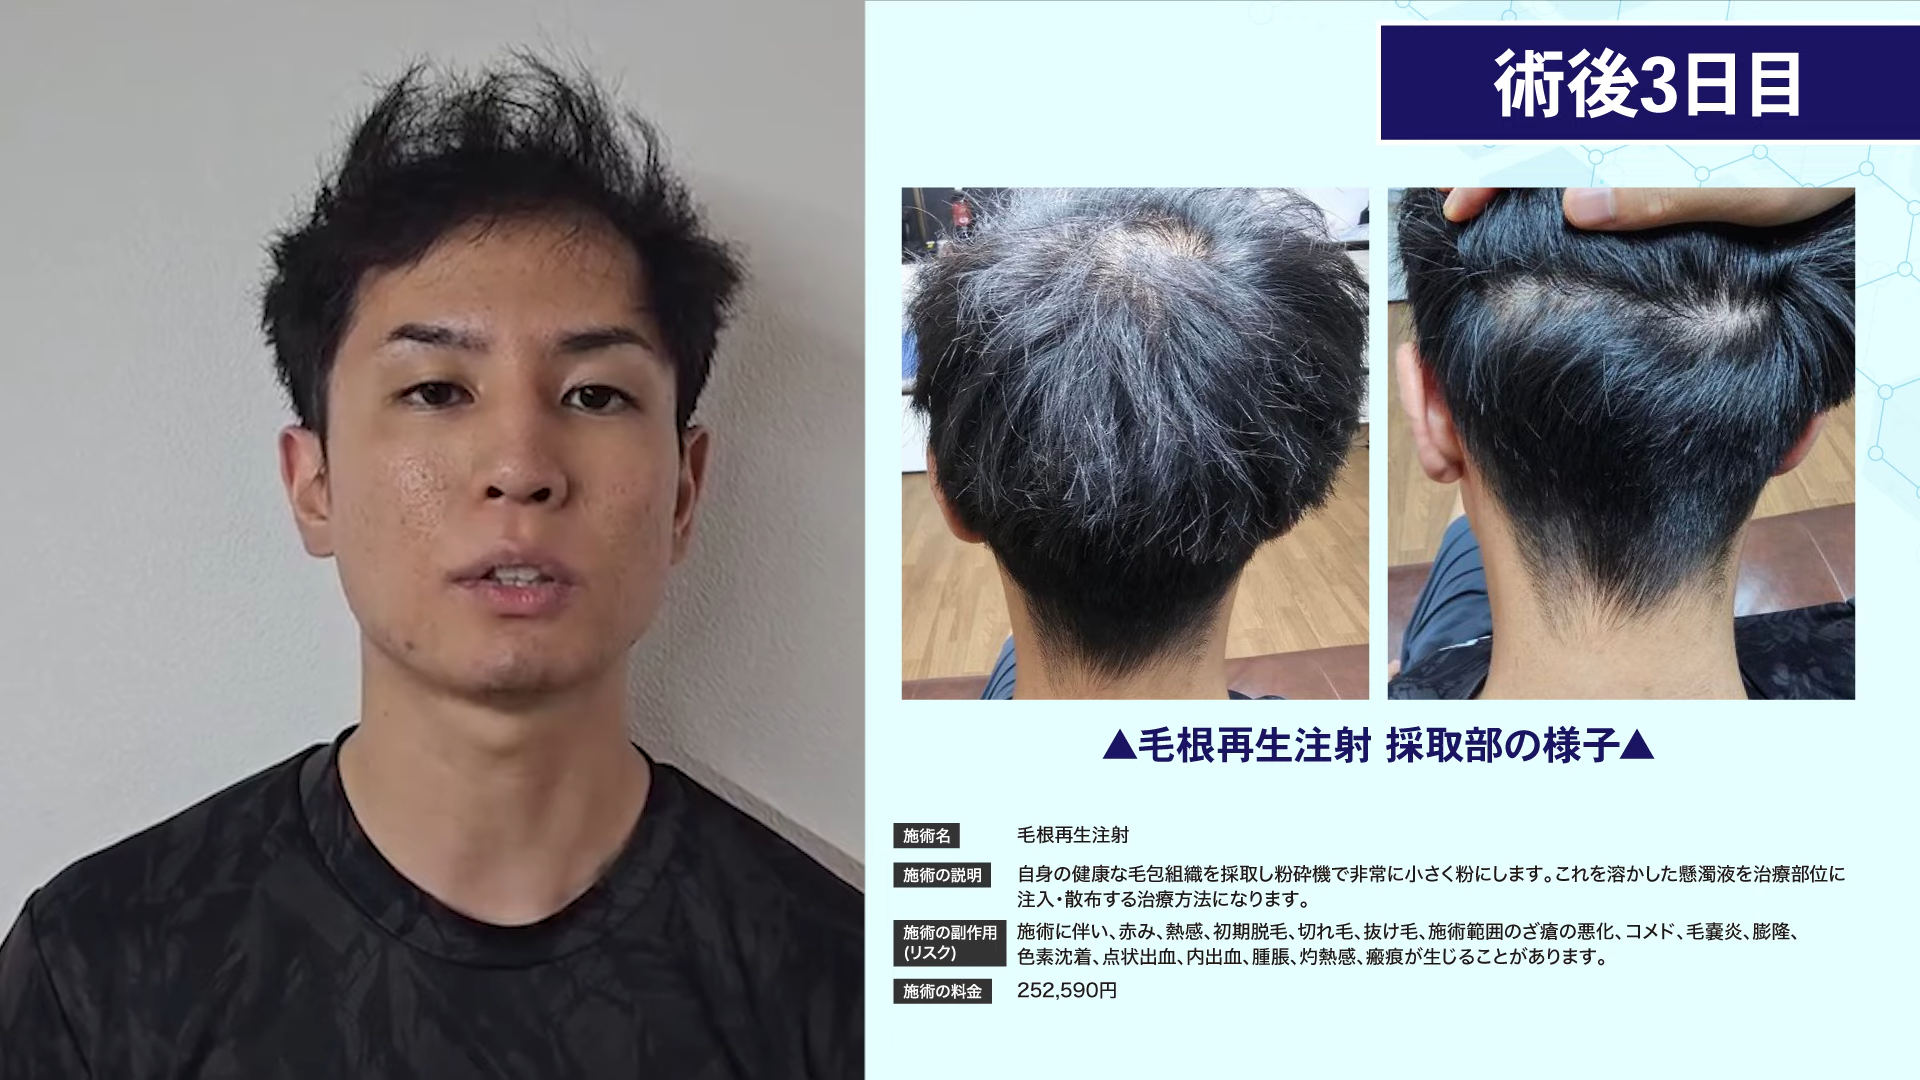 術後3日目
▲毛根再生注射 採取部の様子▲
施術名
毛根再生注射
施術の説明
自身の健康な毛包組織を採取し粉砕機で非常に小さく粉にします。これを溶かした懸濁液を治療部位に
注入・散布する治療方法になります。
施術の副作用
(リスク)
施術に伴い、赤み、熱感、初期脱毛、切れ毛、抜け毛、施術範囲のざ瘡の悪化、コメド、毛嚢炎、膨隆、
色素沈着、点状出血、内出血、腫脹、灼熱感、瘢痕が生じることがあります。
施術の料金
252,590円